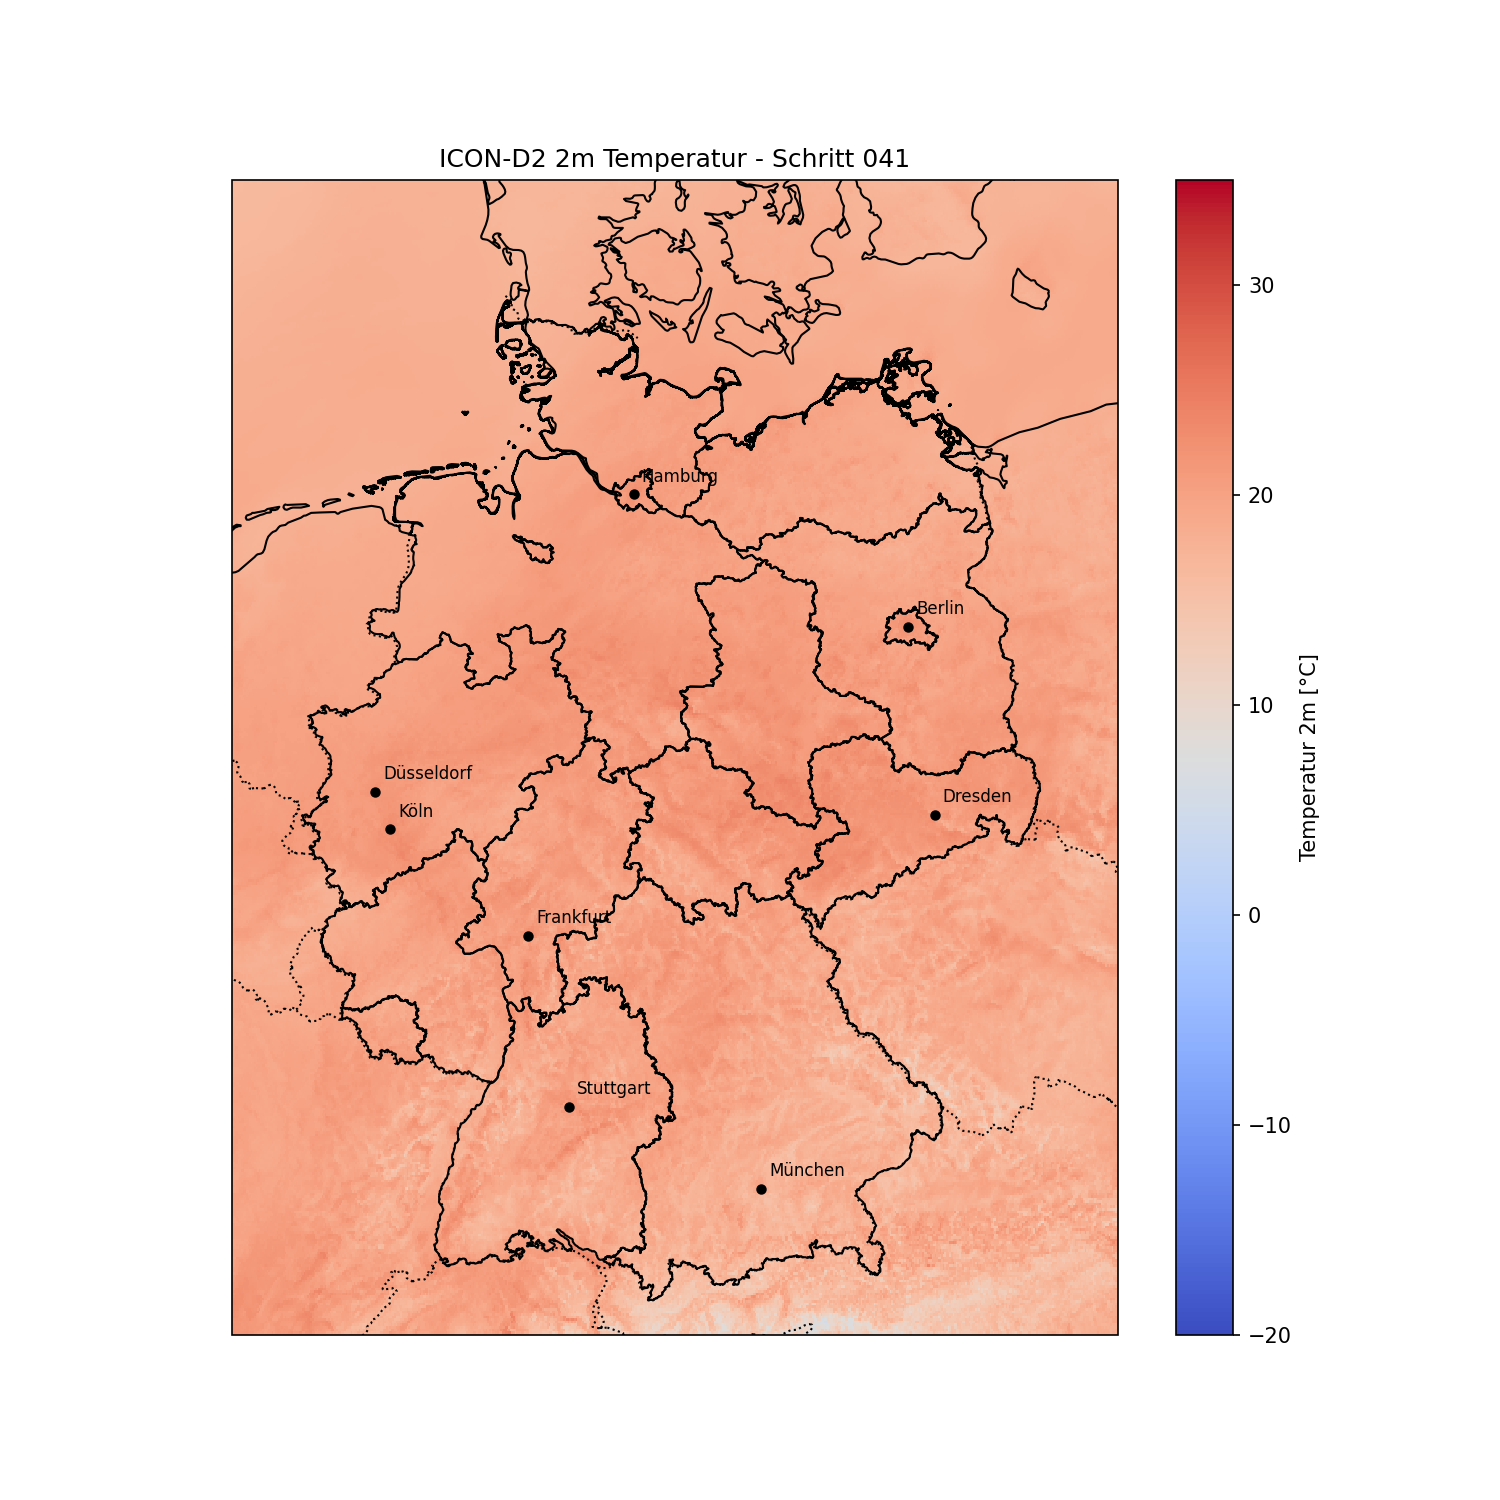 ICON-D2 2m Temperatur - Schritt 041
Hamburg
Berlin
Düsseldorf
Köln
Dresden
Frankfurt
Stuttgart
München
30
20
10
0
−10
−20
Temperatur 2m [°C]